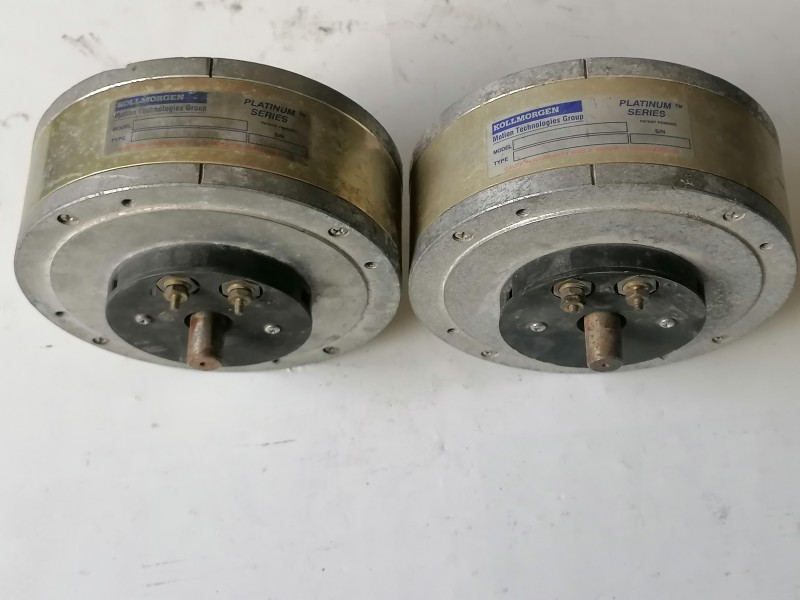 KOLLMORGEN
Motion Technologies Group
PLATINUM™
SERIES
PATENT PENDING
MODEL
S/N
TYPE
KOLLMORGEN
Motion Technologies Group
PLATINUM™
SERIES
PATENT PENDING
MODEL
S/N
TYPE